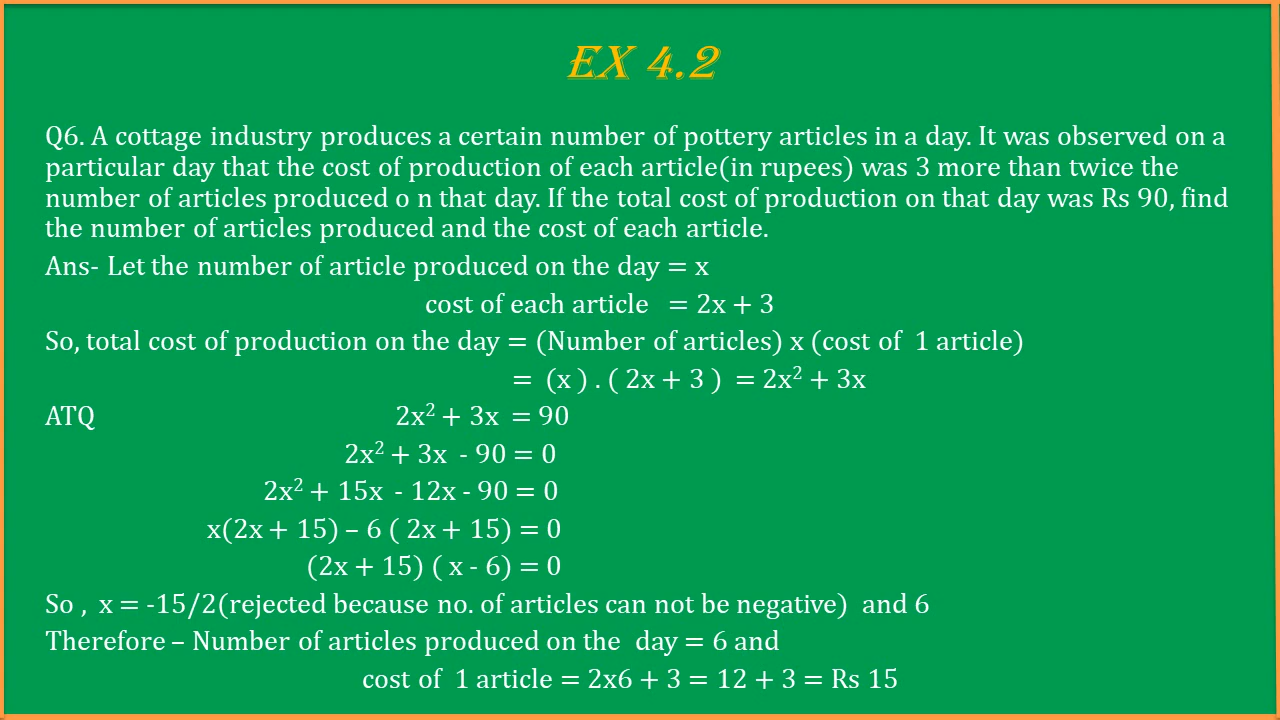 EX 4.2
Q6. A cottage industry produces a certain number of pottery articles in a day. It was observed on a
particular day that the cost of production of each article(in rupees) was 3 more than twice the
number of articles produced o n that day. If the total cost of production on that day was Rs 90, find
the number of articles produced and the cost of each article.
Ans- Let the number of article produced on the day = x
cost of each article = 2x + 3
So, total cost of production on the day = (Number of articles) x (cost of 1 article)
= (x ) . ( 2x + 3 ) = 2x² + 3x
ATQ 2x² + 3x = 90
2x² + 3x - 90 = 0
2x² + 15x - 12x - 90 = 0
x(2x + 15) – 6 ( 2x + 15) = 0
(2x + 15) ( x - 6) = 0
So , x = -15/2(rejected because no. of articles can not be negative) and 6
Therefore – Number of articles produced on the day = 6 and
cost of 1 article = 2x6 + 3 = 12 + 3 = Rs 15